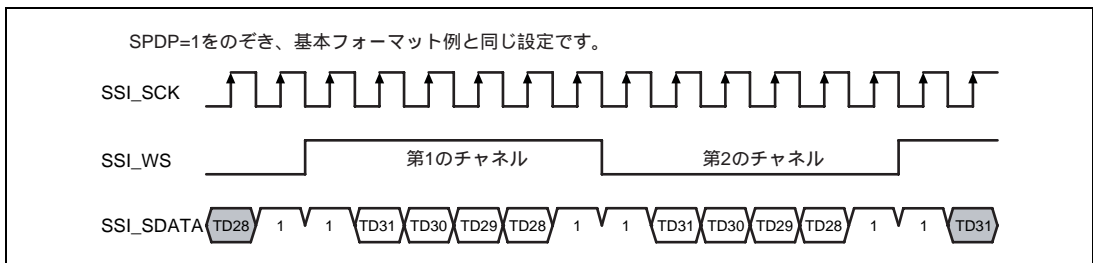 SPDP=1をのぞき、基本フォーマット例と同じ設定です。
SSI_SCK
SSI_WS 第1のチャネル 第2のチャネル
SSI_SDATA TD28 1 1 TD31 TD30 TD29 TD28 1 1 TD31 TD30 TD29 TD28 1 1 TD31